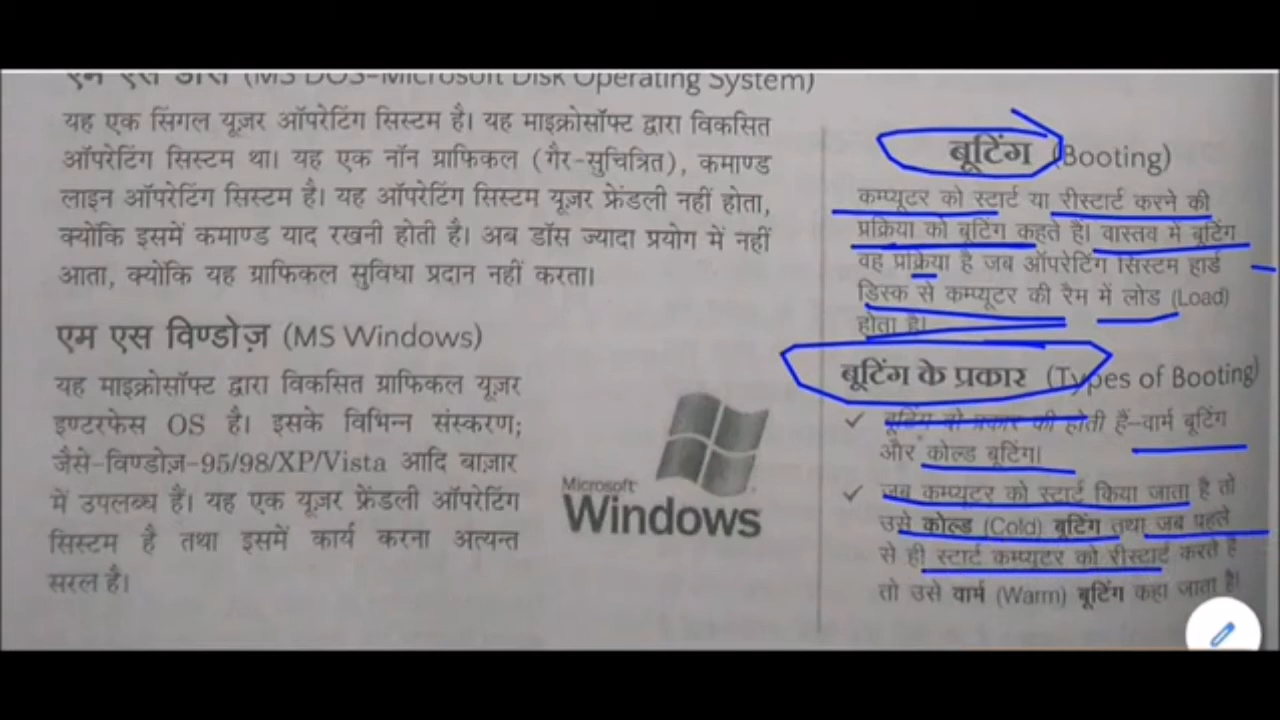 एम एस डॉस (MS DOS–Microsoft Disk Operating System)
यह एक सिंगल यूज़र ऑपरेटिंग सिस्टम है। यह माइक्रोसॉफ्ट द्वारा विकसित
ऑपरेटिंग सिस्टम था। यह एक नॉन ग्राफिकल (गैर-सुचित्रित), कमाण्ड
लाइन ऑपरेटिंग सिस्टम है। यह ऑपरेटिंग सिस्टम यूज़र फ्रेंडली नहीं होता,
क्योंकि इसमें कमाण्ड याद रखनी होती है। अब डॉस ज्यादा प्रयोग में नहीं
आता, क्योंकि यह ग्राफिकल सुविधा प्रदान नहीं करता।
एम एस विण्डोज़ (MS Windows)
यह माइक्रोसॉफ्ट द्वारा विकसित ग्राफिकल यूज़र
इण्टरफेस OS है। इसके विभिन्न संस्करण;
जैसे-विण्डोज़-95/98/XP/Vista आदि बाज़ार
में उपलब्ध हैं। यह एक यूज़र फ्रेंडली ऑपरेटिंग
सिस्टम है तथा इसमें कार्य करना अत्यन्त
सरल है।
Microsoft
Windows
बूटिंग (Booting)
कम्प्यूटर को स्टार्ट या रीस्टार्ट करने की
प्रक्रिया को बूटिंग कहते हैं। वास्तव में बूटिंग
वह प्रक्रिया है जब ऑपरेटिंग सिस्टम हार्ड
डिस्क से कम्प्यूटर की रैम में लोड (Load)
होता है।
बूटिंग के प्रकार (Types of Booting)
✓ बूटिंग दो प्रकार की होती हैं–वार्म बूटिंग
और कोल्ड बूटिंग।
✓ जब कम्प्यूटर को स्टार्ट किया जाता है तो
उसे कोल्ड (Cold) बूटिंग तथा जब पहले
से ही स्टार्ट कम्प्यूटर को रीस्टार्ट करते हैं
तो उसे वार्म (Warm) बूटिंग कहा जाता है।